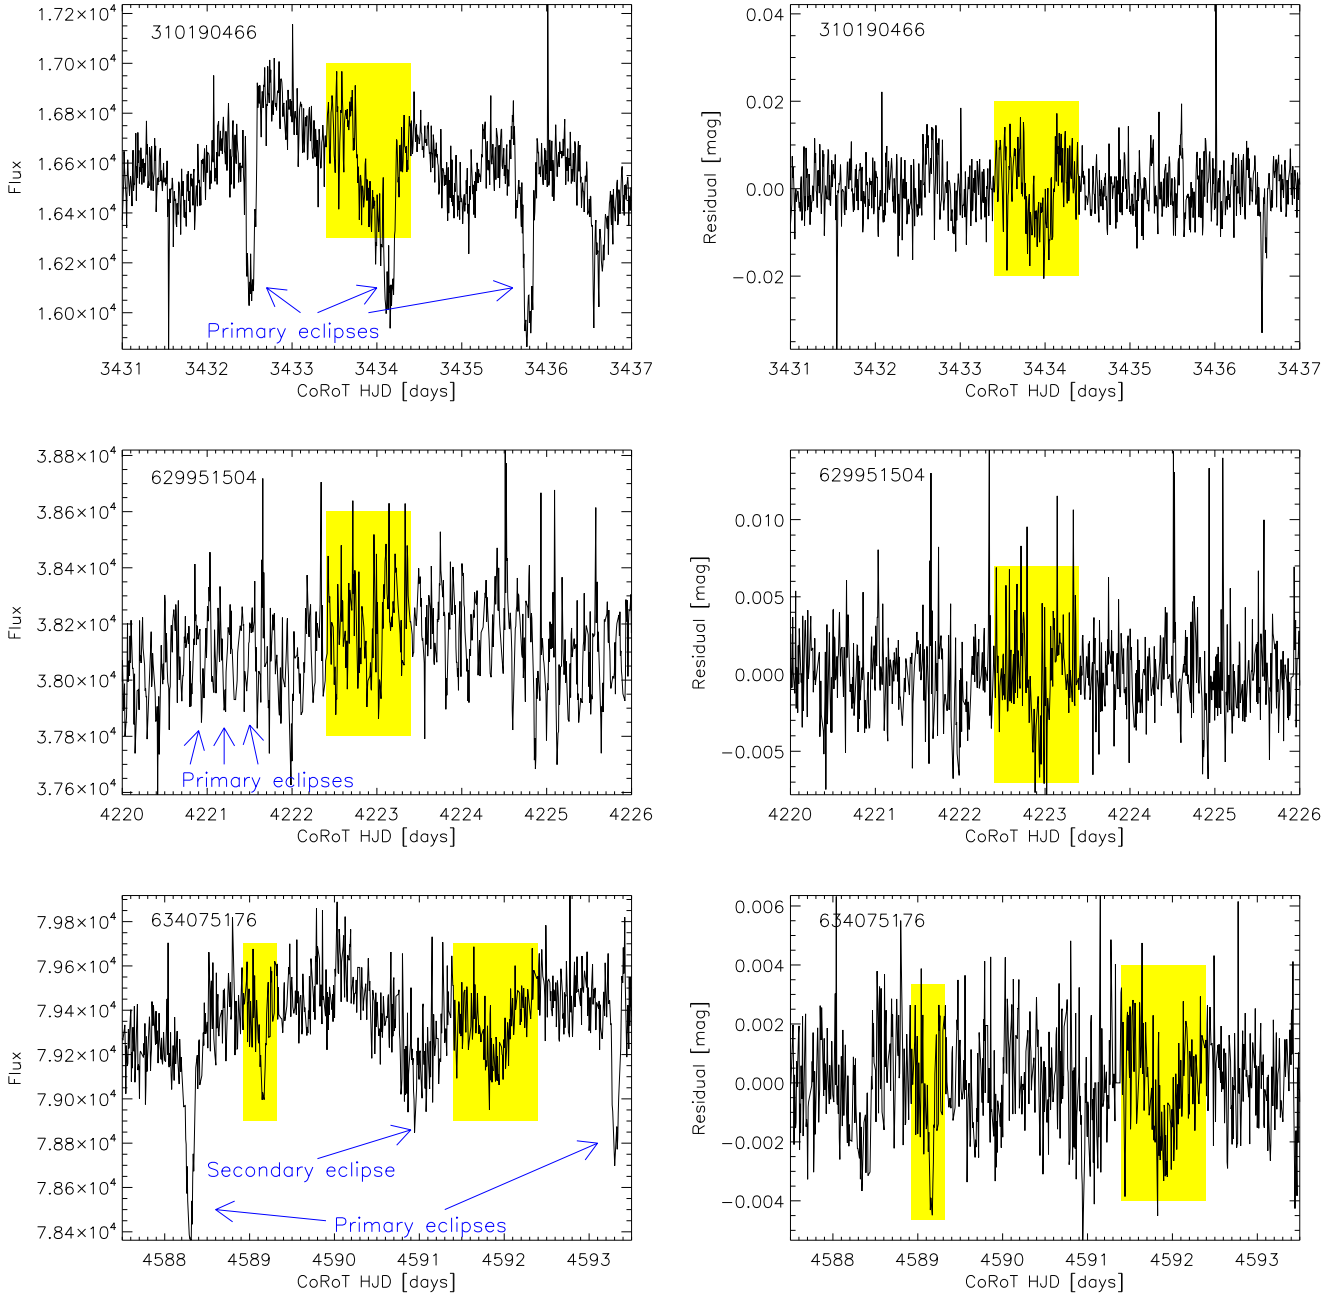 310190466
1.72×10⁴
1.70×10⁴
1.68×10⁴
1.66×10⁴
1.64×10⁴
1.62×10⁴
1.60×10⁴
Flux
Primary eclipses
3431 3432 3433 3434 3435 3436 3437
CoRoT HJD [days]
310190466
0.04
0.02
0.00
−0.02
Residual [mag]
3431 3432 3433 3434 3435 3436 3437
CoRoT HJD [days]
629951504
3.88×10⁴
3.86×10⁴
3.84×10⁴
3.82×10⁴
3.80×10⁴
3.78×10⁴
3.76×10⁴
Flux
Primary eclipses
4220 4221 4222 4223 4224 4225 4226
CoRoT HJD [days]
629951504
0.010
0.005
0.000
−0.005
Residual [mag]
4220 4221 4222 4223 4224 4225 4226
CoRoT HJD [days]
634075176
7.98×10⁴
7.96×10⁴
7.94×10⁴
7.92×10⁴
7.90×10⁴
7.88×10⁴
7.86×10⁴
7.84×10⁴
Flux
Secondary eclipse
Primary eclipses
4588 4589 4590 4591 4592 4593
CoRoT HJD [days]
634075176
0.006
0.004
0.002
0.000
−0.002
−0.004
Residual [mag]
4588 4589 4590 4591 4592 4593
CoRoT HJD [days]